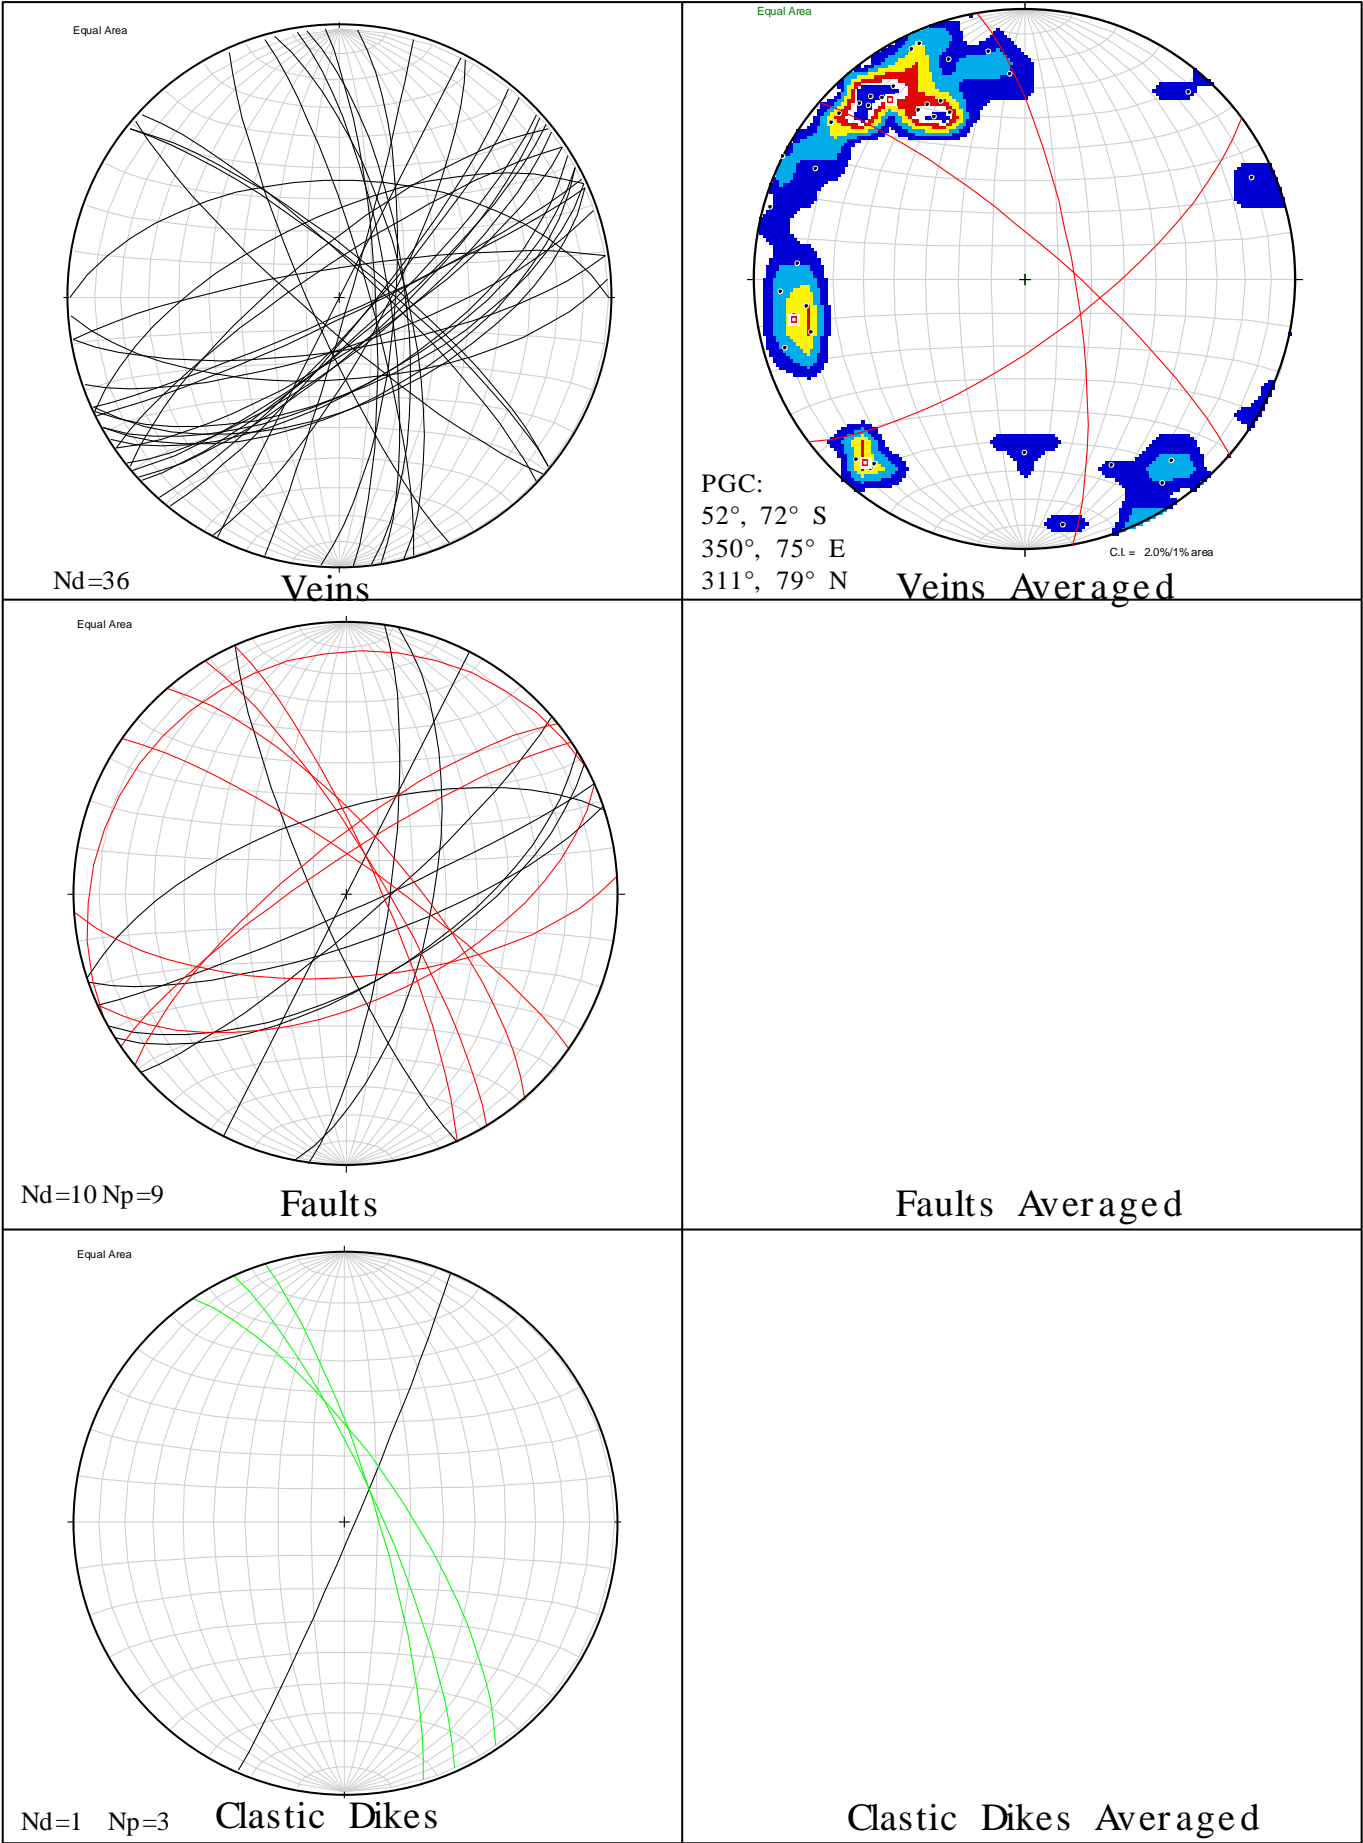 Equal Area
Nd=36
Veins
Equal Area
PGC:
52°, 72° S
350°, 75° E
311°, 79° N
C.I. = 2.0%/1% area
Veins Averaged
Equal Area
Nd=10 Np=9
Faults
Faults Averaged
Equal Area
Nd=1 Np=3
Clastic Dikes
Clastic Dikes Averaged